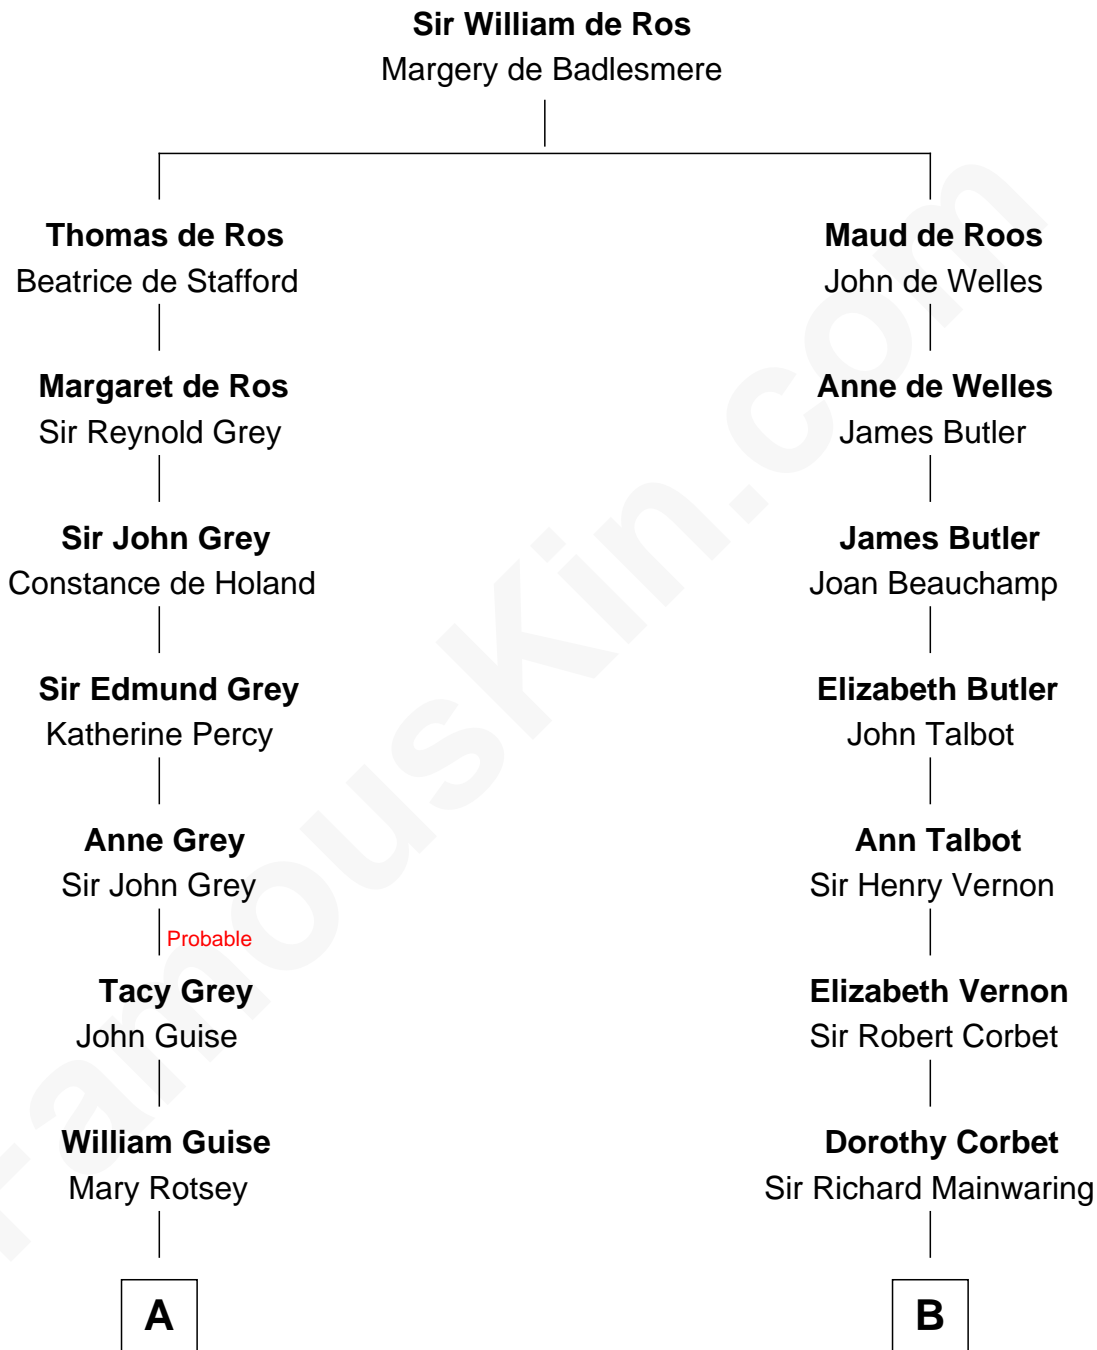 Sir William de Ros
Margery de Badlesmere
Thomas de Ros
Beatrice de Stafford
Margaret de Ros
Sir Reynold Grey
Sir John Grey
Constance de Holand
Sir Edmund Grey
Katherine Percy
Anne Grey
Sir John Grey
Probable
Tacy Grey
John Guise
William Guise
Mary Rotsey
A
Maud de Roos
John de Welles
Anne de Welles
James Butler
James Butler
Joan Beauchamp
Elizabeth Butler
John Talbot
Ann Talbot
Sir Henry Vernon
Elizabeth Vernon
Sir Robert Corbet
Dorothy Corbet
Sir Richard Mainwaring
B
FamousKin.com